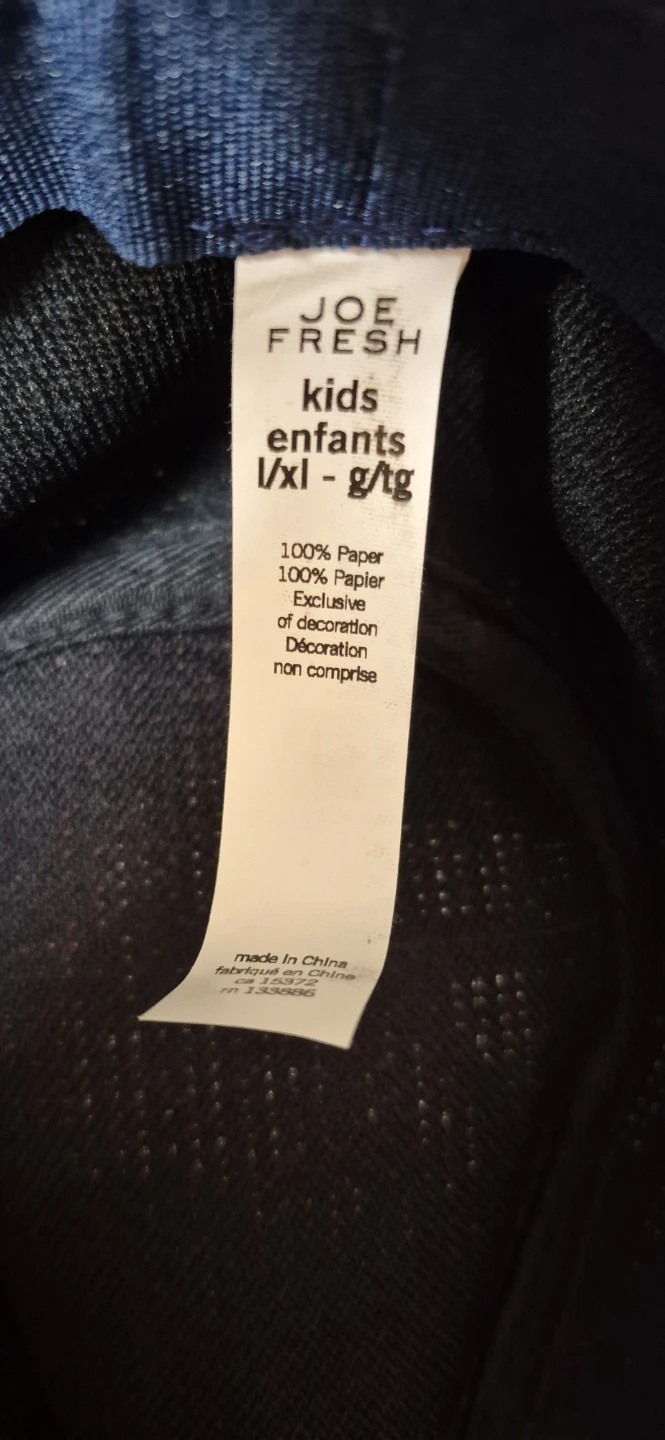 JOE
FRESH
kids
enfants
l/xl - g/tg
100% Paper
100% Papier
Exclusive
of decoration
Décoration
non comprise
made in China
fabriqué en Chine
ca 15372
rn 133886